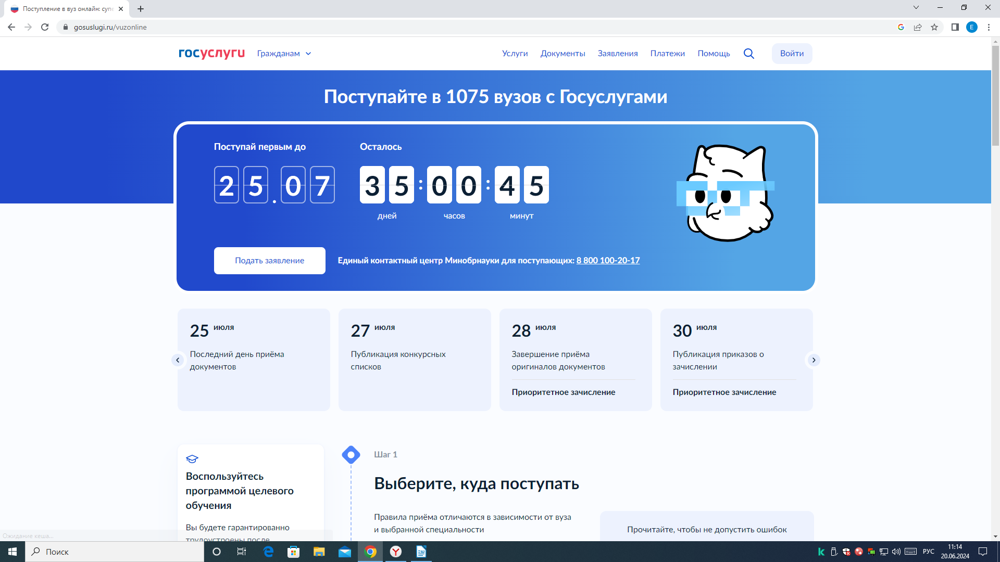 Поступление в вуз онлайн: супе
gosuslugi.ru/vuzonline
E
госуслуги
Гражданам
Услуги
Документы
Заявления
Платежи
Помощь
Войти
Поступайте в 1075 вузов с Госуслугами
Поступай первым до
Осталось
25.07
35:00:45
дней
часов
минут
Подать заявление
Единый контактный центр Минобрнауки для поступающих: 8 800 100-20-17
25 июля
Последний день приёма
документов
27 июля
Публикация конкурсных
списков
28 июля
Завершение приёма
оригиналов документов
Приоритетное зачисление
30 июля
Публикация приказов о
зачислении
Приоритетное зачисление
Воспользуйтесь
программой целевого
обучения
Вы будете гарантированно
трудоустроены после
Шаг 1
Выберите, куда поступать
Правила приёма отличаются в зависимости от вуза
и выбранной специальности
Прочитайте, чтобы не допустить ошибок
Ожидание кеша...
Поиск
РУС
11:14
20.06.2024